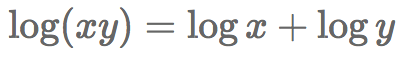 log(xy) = log x + log y